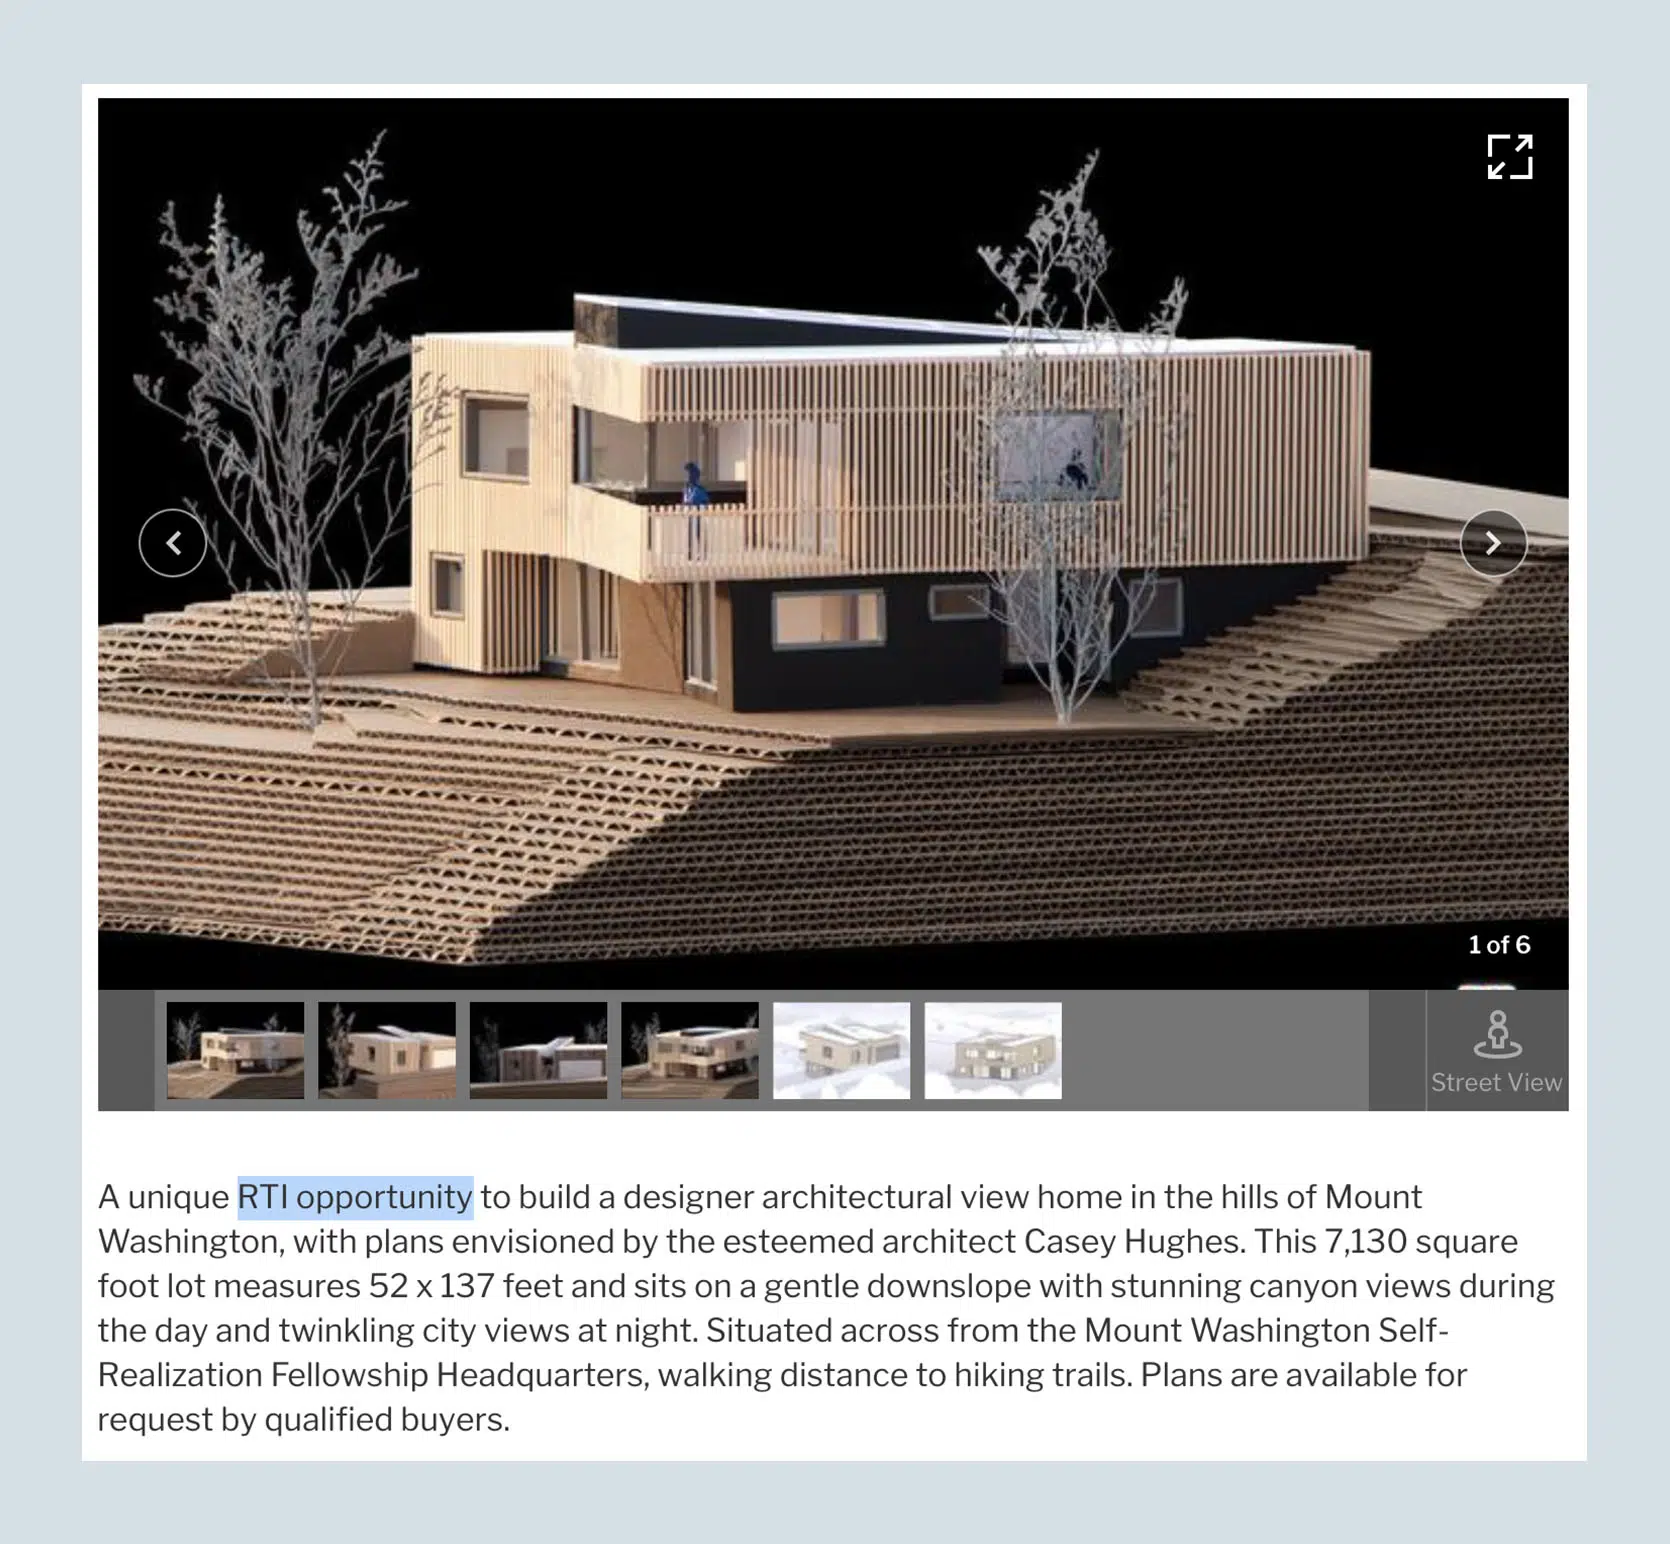 1 of 6
Street View
A unique RTI opportunity to build a designer architectural view home in the hills of Mount
Washington, with plans envisioned by the esteemed architect Casey Hughes. This 7,130 square
foot lot measures 52 x 137 feet and sits on a gentle downslope with stunning canyon views during
the day and twinkling city views at night. Situated across from the Mount Washington Self-
Realization Fellowship Headquarters, walking distance to hiking trails. Plans are available for
request by qualified buyers.